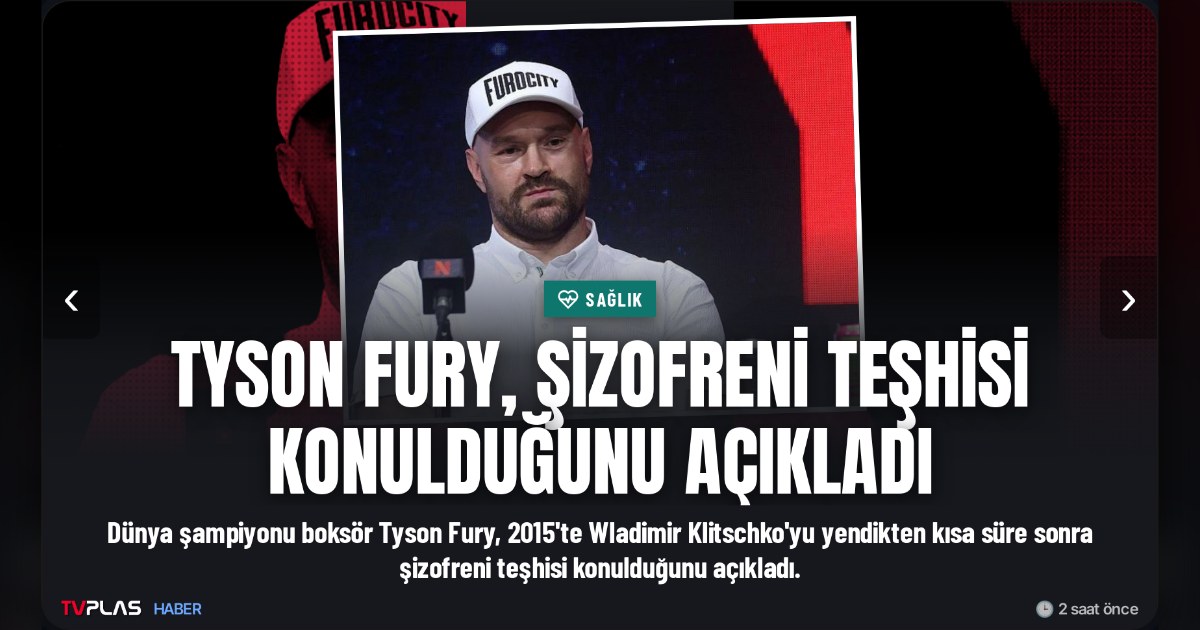 FUROCITY
FUROCITY
N
SAĞLIK
TYSON FURY, ŞİZOFRENİ TEŞHİSİ
KONULDUĞUNU AÇIKLADI
Dünya şampiyonu boksör Tyson Fury, 2015'te Wladimir Klitschko'yu yendikten kısa süre sonra
şizofreni teşhisi konulduğunu açıkladı.
TVPLAS HABER
2 saat önce